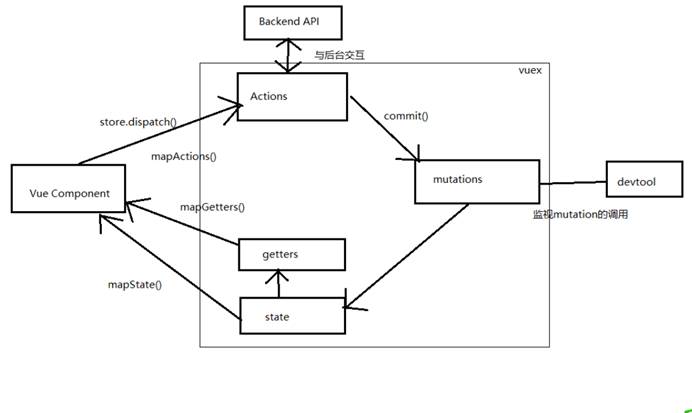 Backend API
与后台交互
vuex
Actions
store.dispatch()
commit()
mapActions()
mutations
devtool
Vue Component
mapGetters()
监视mutation的调用
getters
mapState()
state